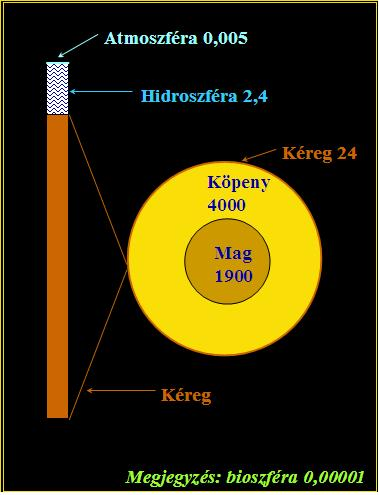 Atmoszféra 0,005
Hidroszféra 2,4
Kéreg 24
Köpeny
4000
Mag
1900
Kéreg
Megjegyzés: bioszféra 0,00001